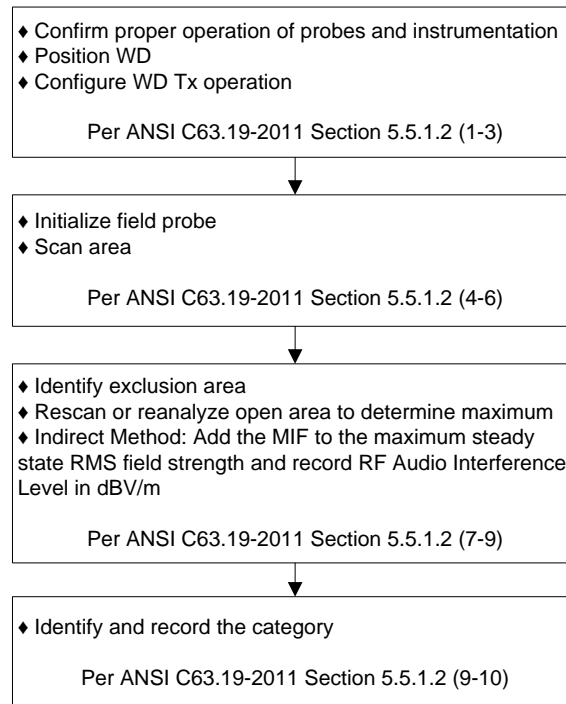 ♦ Confirm proper operation of probes and instrumentation
♦ Position WD
♦ Configure WD Tx operation
Per ANSI C63.19-2011 Section 5.5.1.2 (1-3)
♦ Initialize field probe
♦ Scan area
Per ANSI C63.19-2011 Section 5.5.1.2 (4-6)
♦ Identify exclusion area
♦ Rescan or reanalyze open area to determine maximum
♦ Indirect Method: Add the MIF to the maximum steady
state RMS field strength and record RF Audio Interference
Level in dBV/m
Per ANSI C63.19-2011 Section 5.5.1.2 (7-9)
♦ Identify and record the category
Per ANSI C63.19-2011 Section 5.5.1.2 (9-10)